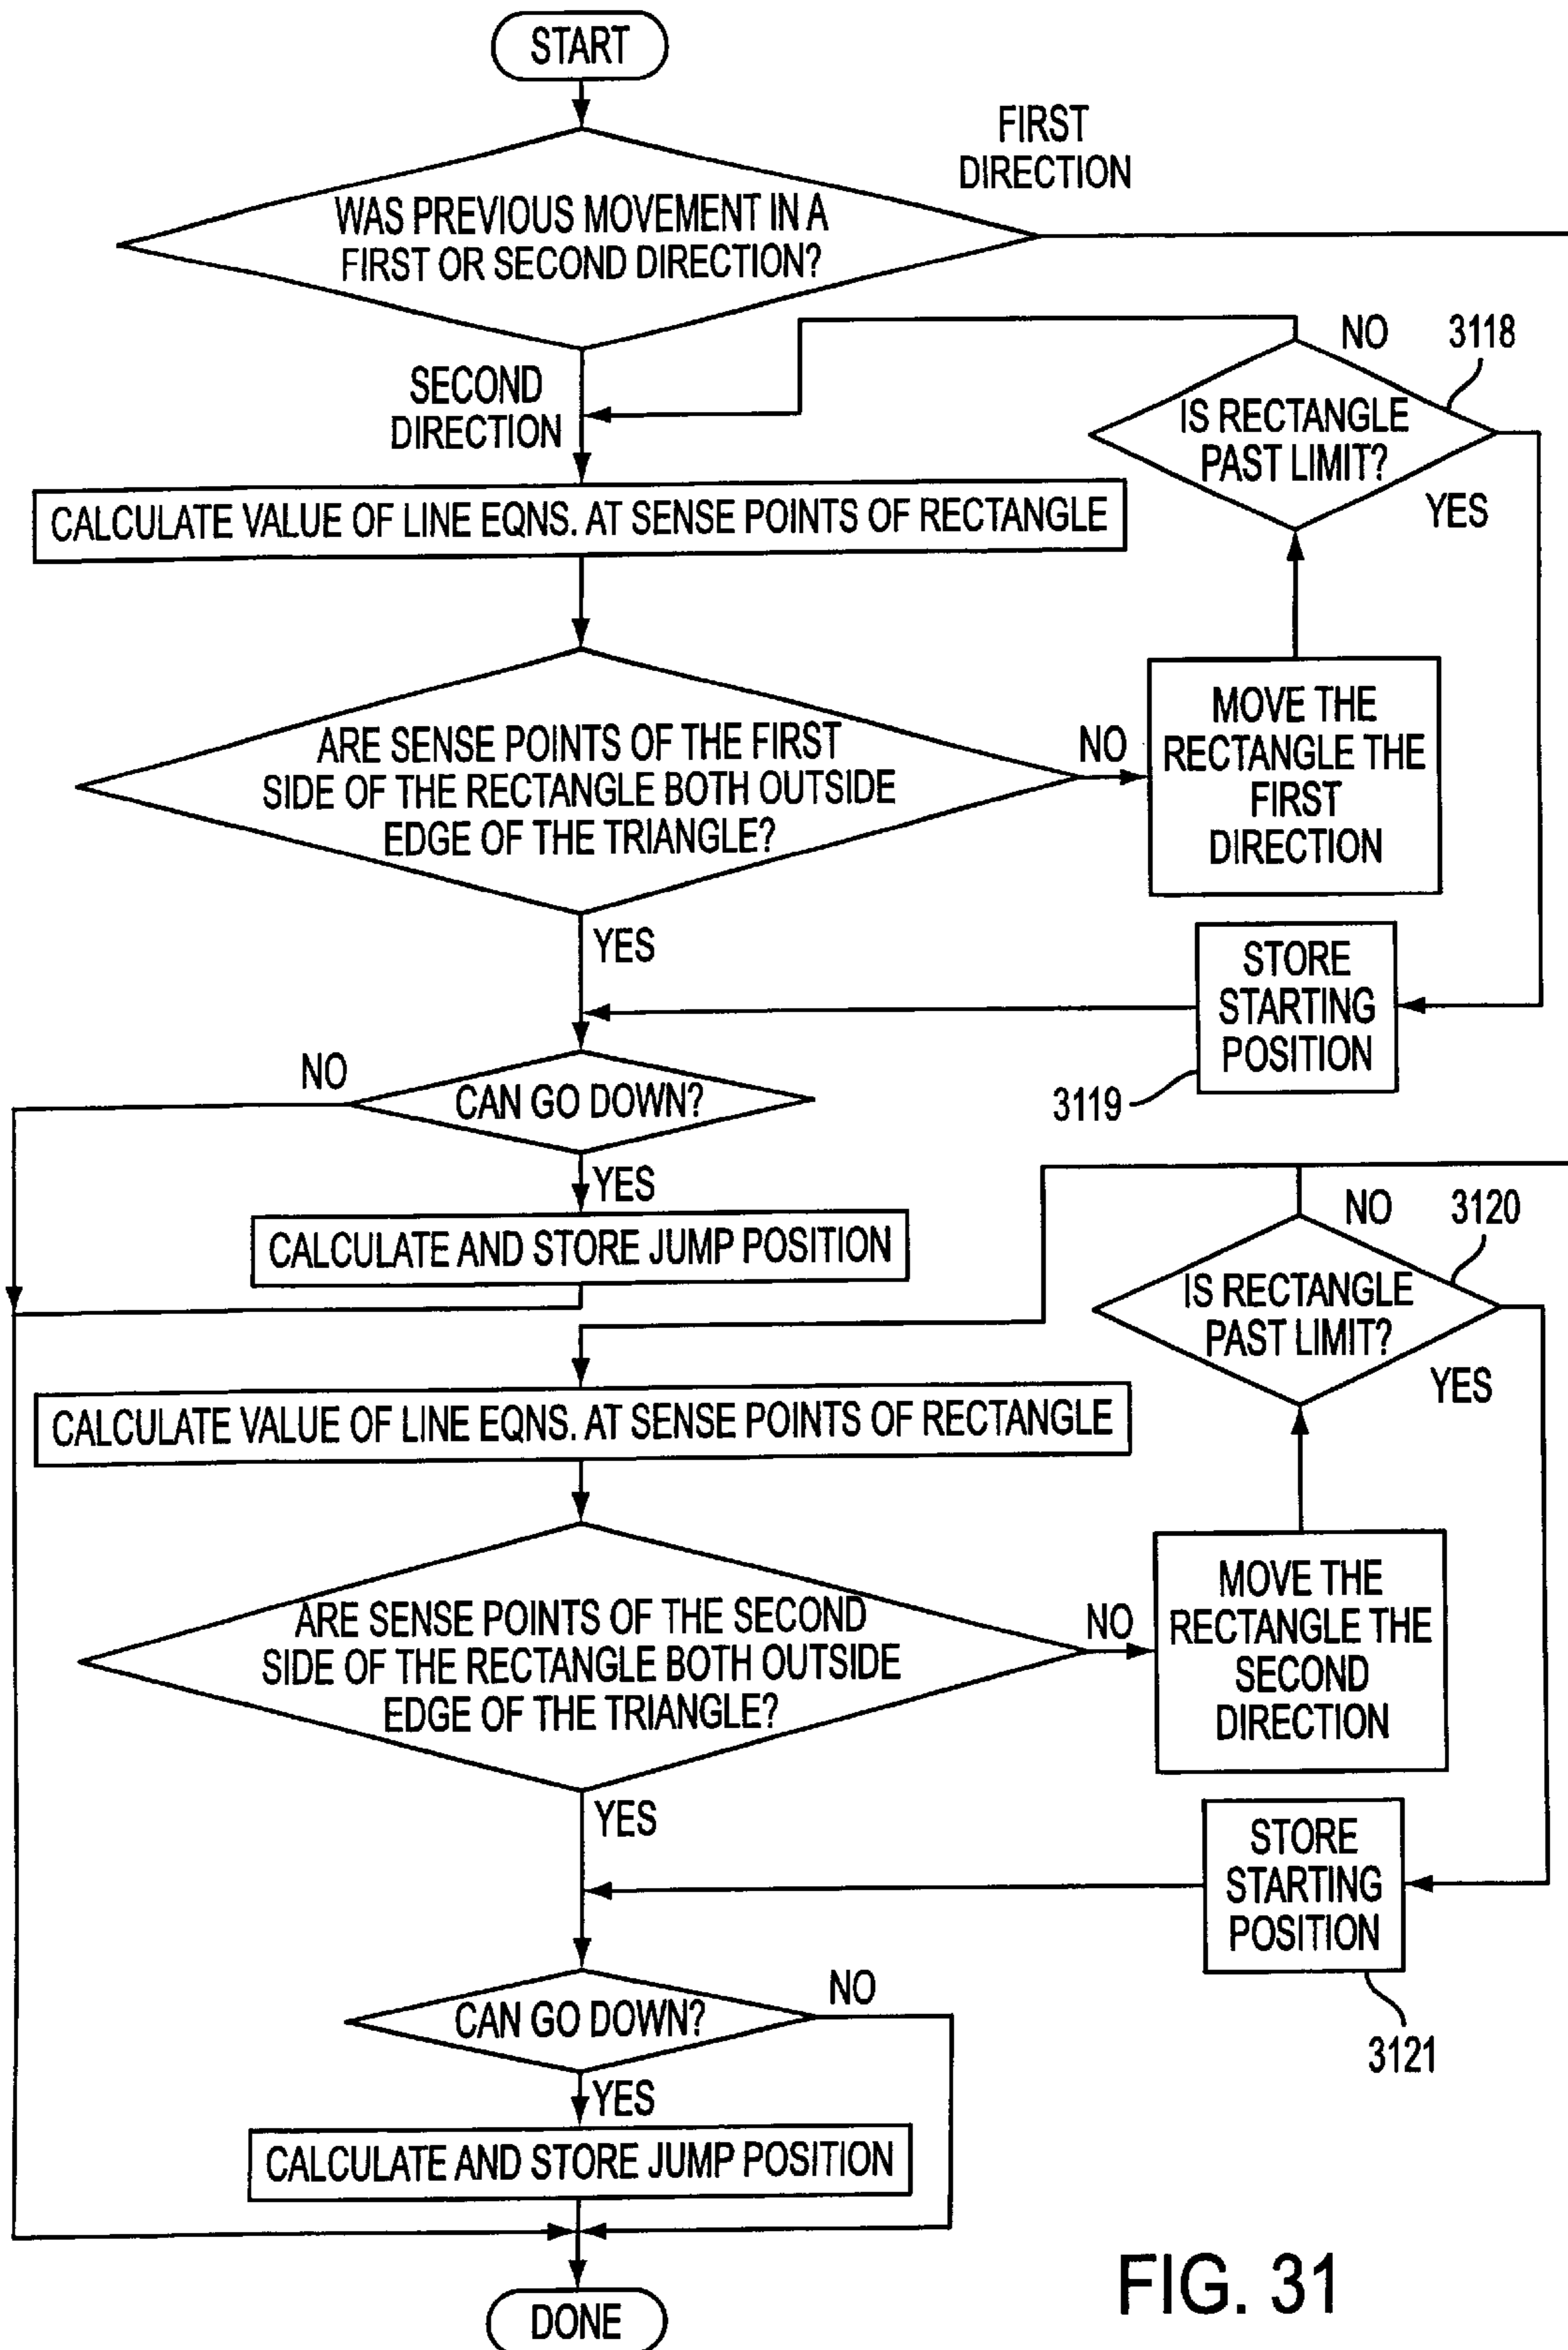 START
FIRST
DIRECTION
WAS PREVIOUS MOVEMENT IN A
FIRST OR SECOND DIRECTION?
NO
3118
SECOND
DIRECTION
IS RECTANGLE
PAST LIMIT?
YES
CALCULATE VALUE OF LINE EQNS. AT SENSE POINTS OF RECTANGLE
ARE SENSE POINTS OF THE FIRST
SIDE OF THE RECTANGLE BOTH OUTSIDE
EDGE OF THE TRIANGLE?
NO
MOVE THE
RECTANGLE THE
FIRST
DIRECTION
YES
STORE
STARTING
POSITION
3119
NO
CAN GO DOWN?
YES
CALCULATE AND STORE JUMP POSITION
NO
3120
IS RECTANGLE
PAST LIMIT?
YES
CALCULATE VALUE OF LINE EQNS. AT SENSE POINTS OF RECTANGLE
ARE SENSE POINTS OF THE SECOND
SIDE OF THE RECTANGLE BOTH OUTSIDE
EDGE OF THE TRIANGLE?
NO
MOVE THE
RECTANGLE THE
SECOND
DIRECTION
YES
STORE
STARTING
POSITION
3121
CAN GO DOWN?
NO
YES
CALCULATE AND STORE JUMP POSITION
DONE
FIG. 31